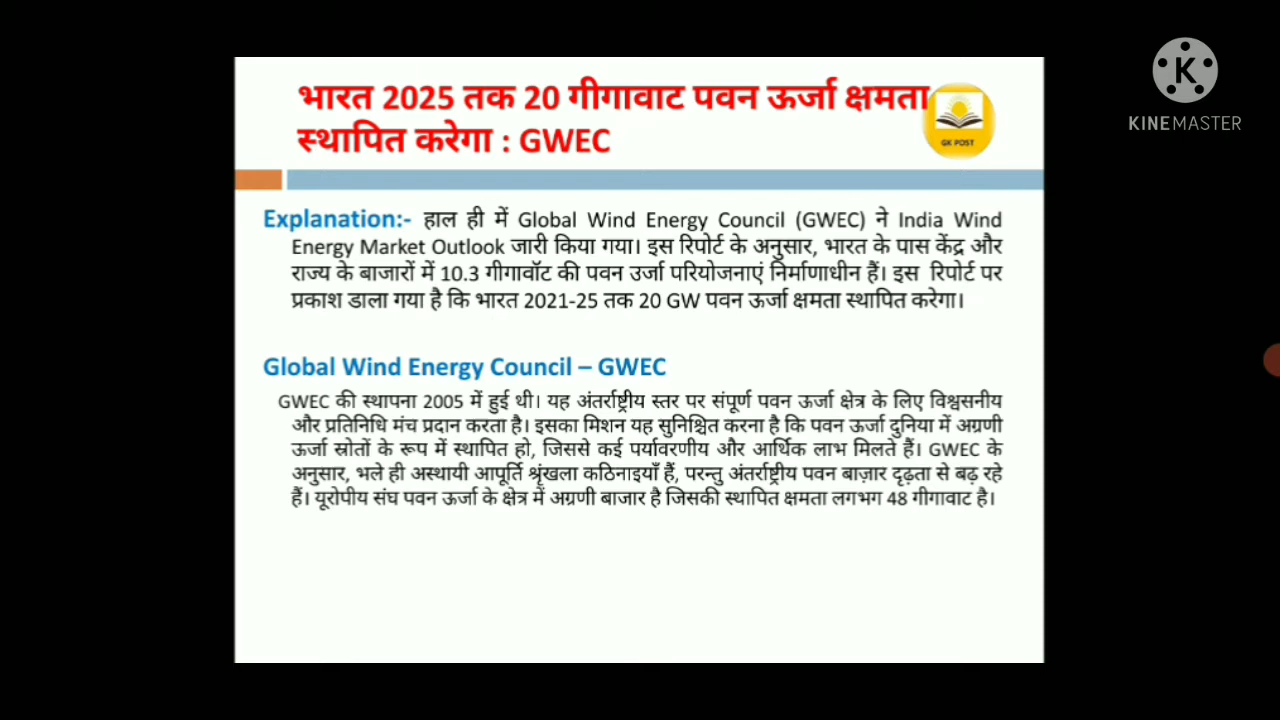 भारत 2025 तक 20 गीगावाट पवन ऊर्जा क्षमता
स्थापित करेगा : GWEC
GK POST
K
KINEMASTER
Explanation:- हाल ही में Global Wind Energy Council (GWEC) ने India Wind
Energy Market Outlook जारी किया गया। इस रिपोर्ट के अनुसार, भारत के पास केंद्र और
राज्य के बाजारों में 10.3 गीगावॉट की पवन उर्जा परियोजनाएं निर्माणाधीन हैं। इस रिपोर्ट पर
प्रकाश डाला गया है कि भारत 2021-25 तक 20 GW पवन ऊर्जा क्षमता स्थापित करेगा।
Global Wind Energy Council – GWEC
GWEC की स्थापना 2005 में हुई थी। यह अंतर्राष्ट्रीय स्तर पर संपूर्ण पवन ऊर्जा क्षेत्र के लिए विश्वसनीय
और प्रतिनिधि मंच प्रदान करता है। इसका मिशन यह सुनिश्चित करना है कि पवन ऊर्जा दुनिया में अग्रणी
ऊर्जा स्रोतों के रूप में स्थापित हो, जिससे कई पर्यावरणीय और आर्थिक लाभ मिलते हैं। GWEC के
अनुसार, भले ही अस्थायी आपूर्ति श्रृंखला कठिनाइयाँ हैं, परन्तु अंतर्राष्ट्रीय पवन बाज़ार दृढ़ता से बढ़ रहे
हैं। यूरोपीय संघ पवन ऊर्जा के क्षेत्र में अग्रणी बाजार है जिसकी स्थापित क्षमता लगभग 48 गीगावाट है।